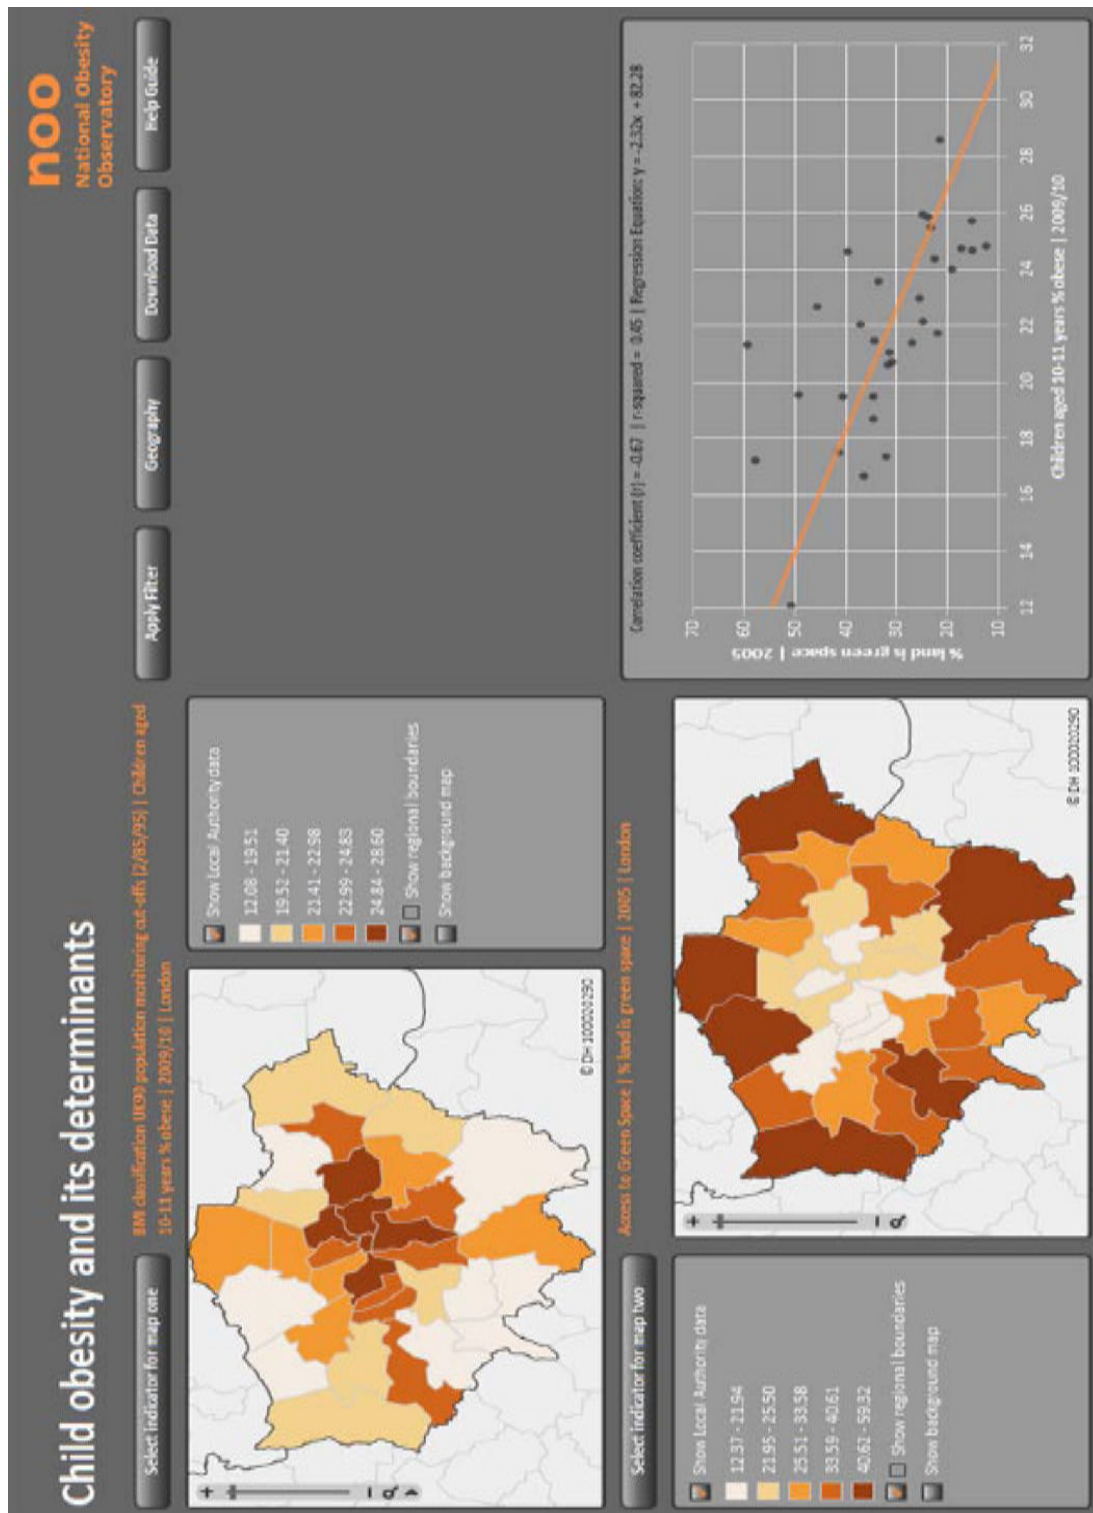 Child obesity and its determinants
noo
National Obesity
Observatory
Select indicator for map one
BMI classification UK90 population monitoring cut-offs (2/85/95) | Children aged
10-11 years % obese | 2009/10 | London
Apply Filter
Geography
Download Data
Help Guide
© DH 100020290
Show Local Authority data
12.08 - 19.51
19.52 - 21.40
21.41 - 22.98
22.99 - 24.83
24.84 - 28.60
Show regional boundaries
Show background map
Select indicator for map two
Access to Green Space | % land is green space | 2005 | London
Show Local Authority data
12.37 - 21.94
21.95 - 25.50
25.51 - 33.58
33.59 - 40.61
40.62 - 59.32
Show regional boundaries
Show background map
© DH 100020290
Correlation coefficient (r) = -0.67 | r-squared = 0.45 | Regression Equation: y = -2.32x + 82.28
% land is green space | 2005
70
60
50
40
30
20
10
12 14 16 18 20 22 24 26 28 30 32
Children aged 10-11 years % obese | 2009/10